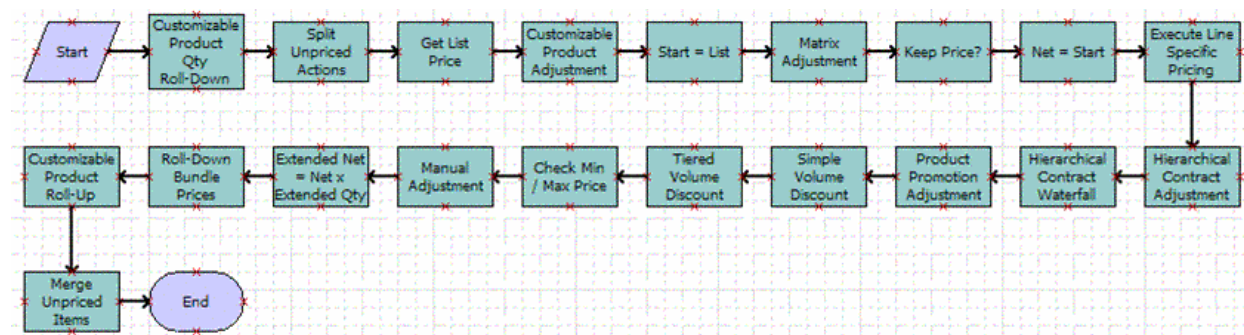 Start
Customizable
Product
Qty
Roll-Down
Split
Unpriced
Actions
Get List
Price
Customizable
Product
Adjustment
Start = List
Matrix
Adjustment
Keep Price?
Net = Start
Execute Line
Specific
Pricing
Hierarchical
Contract
Adjustment
Hierarchical
Contract
Waterfall
Product
Promotion
Adjustment
Simple
Volume
Discount
Tiered
Volume
Discount
Check Min
/ Max Price
Manual
Adjustment
Extended Net
= Net x
Extended Qty
Roll-Down
Bundle
Prices
Customizable
Product
Roll-Up
Merge
Unpriced
Items
End